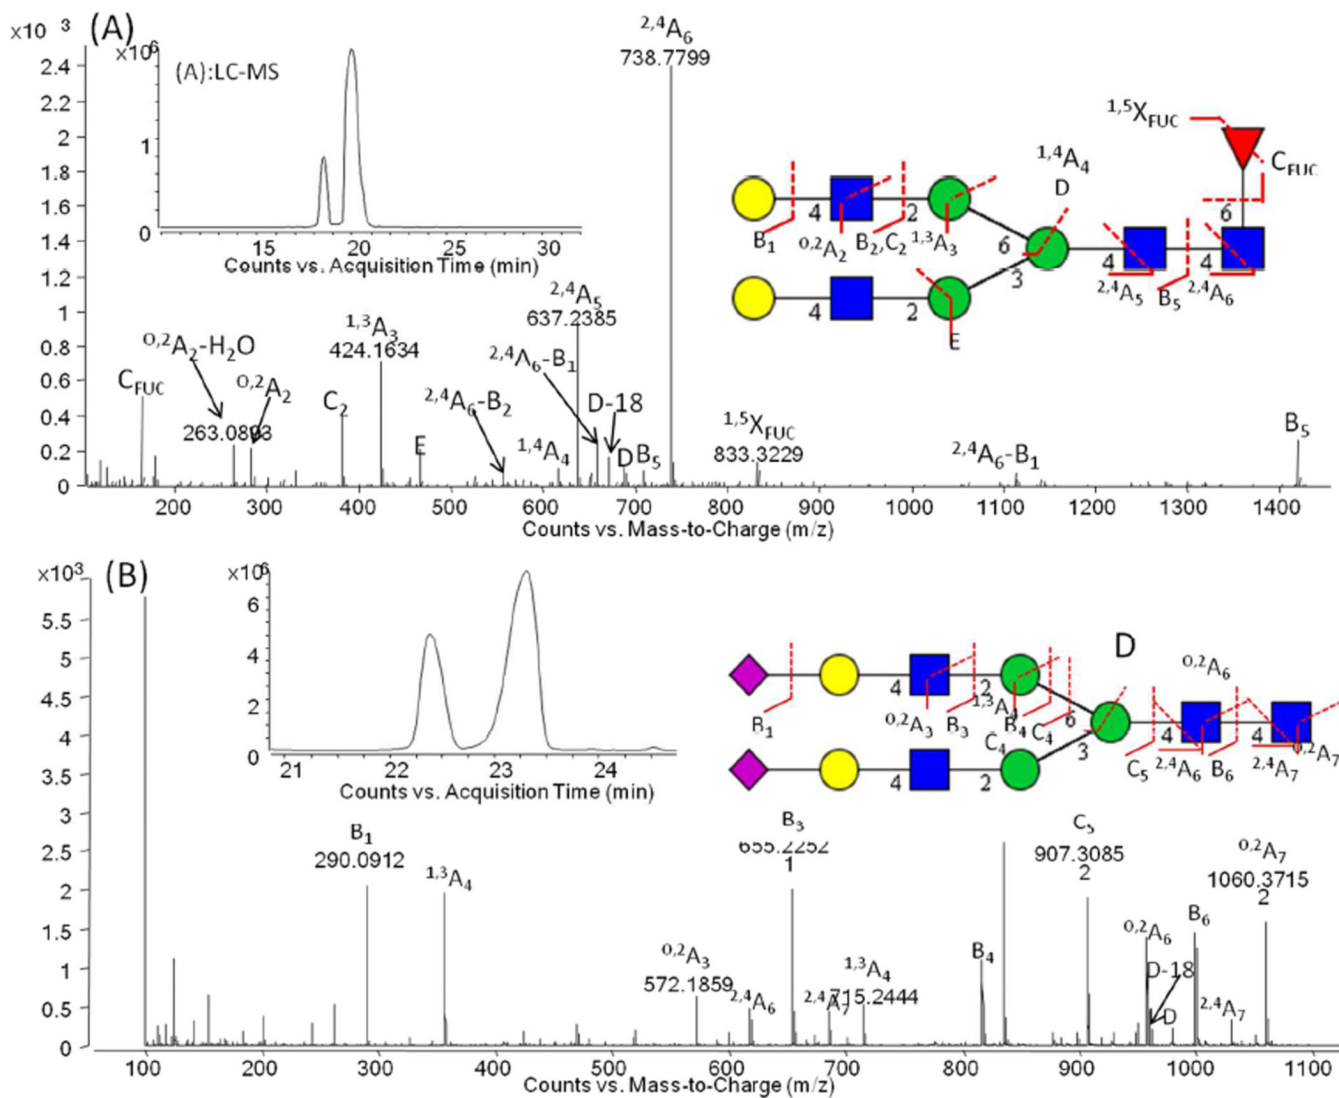 x10 3 (A)
x10 6
(A):LC-MS
1
0
15 20 25 30
Counts vs. Acquisition Time (min)
2.4
2.2
2
1.8
1.6
1.4
1.2
1
0.8
0.6
0.4
0.2
0
2,4A6
738.7799
1,5XFUC
CFUC
1,4A4
D
4 2 6 6
B1 0,2A2 B2,C2 1,3A3
4 4
3 2,4A5 B5 2,4A6
4 2
E
2,4A5
637.2385
1,3A3
424.1634
0,2A2-H2O
2,4A6-B1
CFUC 0,2A2 C2 2,4A6-B2 D-18
263.0893
E 1,4A4 D B5 1,5XFUC 2,4A6-B1 B5
833.3229
200 300 400 500 600 700 800 900 1000 1100 1200 1300 1400
Counts vs. Mass-to-Charge (m/z)
x103 (B)
x10 6
6
4
2
0
21 22 23 24
Counts vs. Acquisition Time (min)
5.5
5
4.5
4
3.5
3
2.5
2
1.5
1
0.5
0
D
0,2A6
4 2 1,3A4
B1 0,2A3 B3 B4 C4 6
C4 3 4 4 0,2A7
4 2 C5 2,4A6 B6 2,4A7
B1
290.0912
1,3A4
B3
655.2252
1
C5
907.3085
2
0,2A7
1060.3715
2
0,2A3
572.1859
2,4A6 2,4A7 1,3A4
715.2444
B4 0,2A6 B6
D-18
D 2,4A7
100 200 300 400 500 600 700 800 900 1000 1100
Counts vs. Mass-to-Charge (m/z)